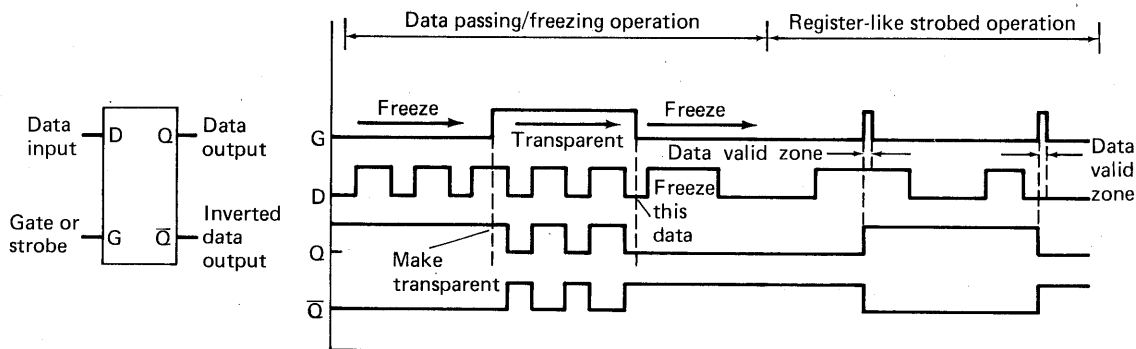 Data passing/freezing operation
Register-like strobed operation
Data
input
D
Q
Data
output
Gate or
strobe
G
Q̅
Inverted
data
output
G
Freeze
Transparent
Freeze
Data valid zone
Data
valid
zone
D
Freeze
this
data
Q
Make
transparent
Q̅